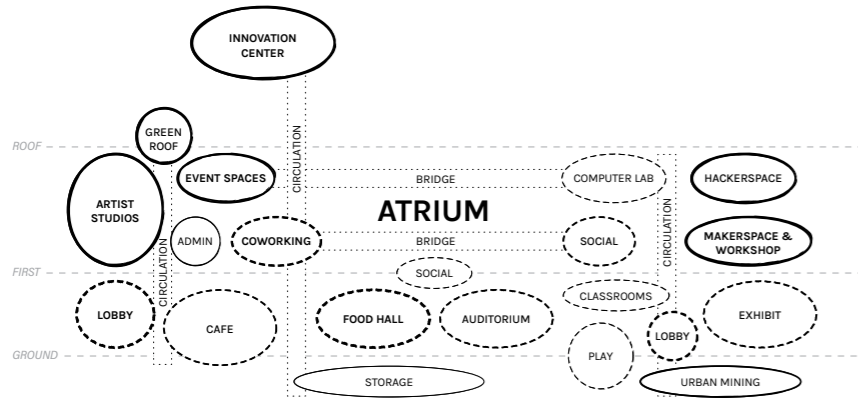 INNOVATION
CENTER
CIRCULATION
GREEN
ROOF
ROOF
EVENT SPACES
BRIDGE
COMPUTER LAB
HACKERSPACE
ARTIST
STUDIOS
ATRIUM
CIRCULATION
CIRCULATION
ADMIN
COWORKING
BRIDGE
SOCIAL
MAKERSPACE &
WORKSHOP
FIRST
SOCIAL
CLASSROOMS
LOBBY
CAFE
FOOD HALL
AUDITORIUM
LOBBY
EXHIBIT
GROUND
PLAY
STORAGE
URBAN MINING